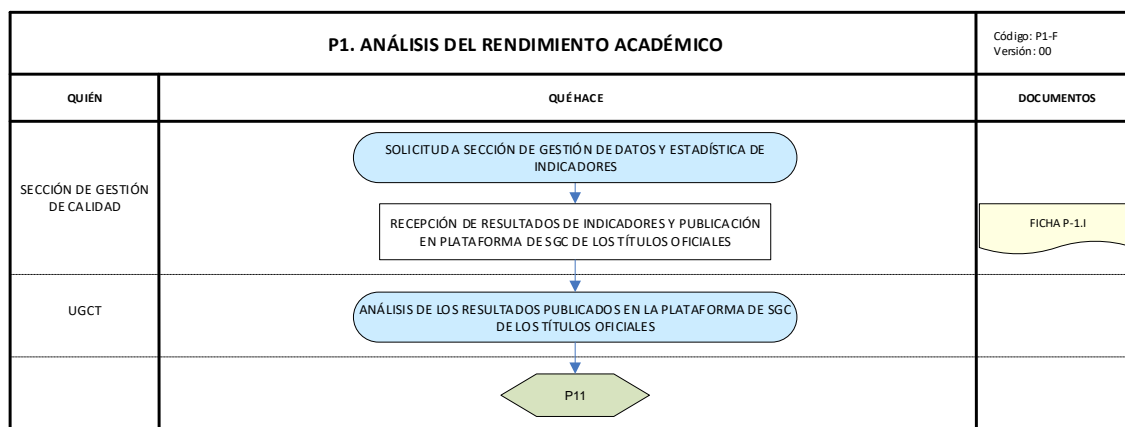 P1. ANÁLISIS DEL RENDIMIENTO ACADÉMICO
Código: P1-F
Versión: 00
QUIÉN
QUÉ HACE
DOCUMENTOS
SECCIÓN DE GESTIÓN
DE CALIDAD
SOLICITUD A SECCIÓN DE GESTIÓN DE DATOS Y ESTADÍSTICA DE
INDICADORES
RECEPCIÓN DE RESULTADOS DE INDICADORES Y PUBLICACIÓN
EN PLATAFORMA DE SGC DE LOS TÍTULOS OFICIALES
FICHA P-1.I
UGCT
ANÁLISIS DE LOS RESULTADOS PUBLICADOS EN LA PLATAFORMA DE SGC
DE LOS TÍTULOS OFICIALES
P11